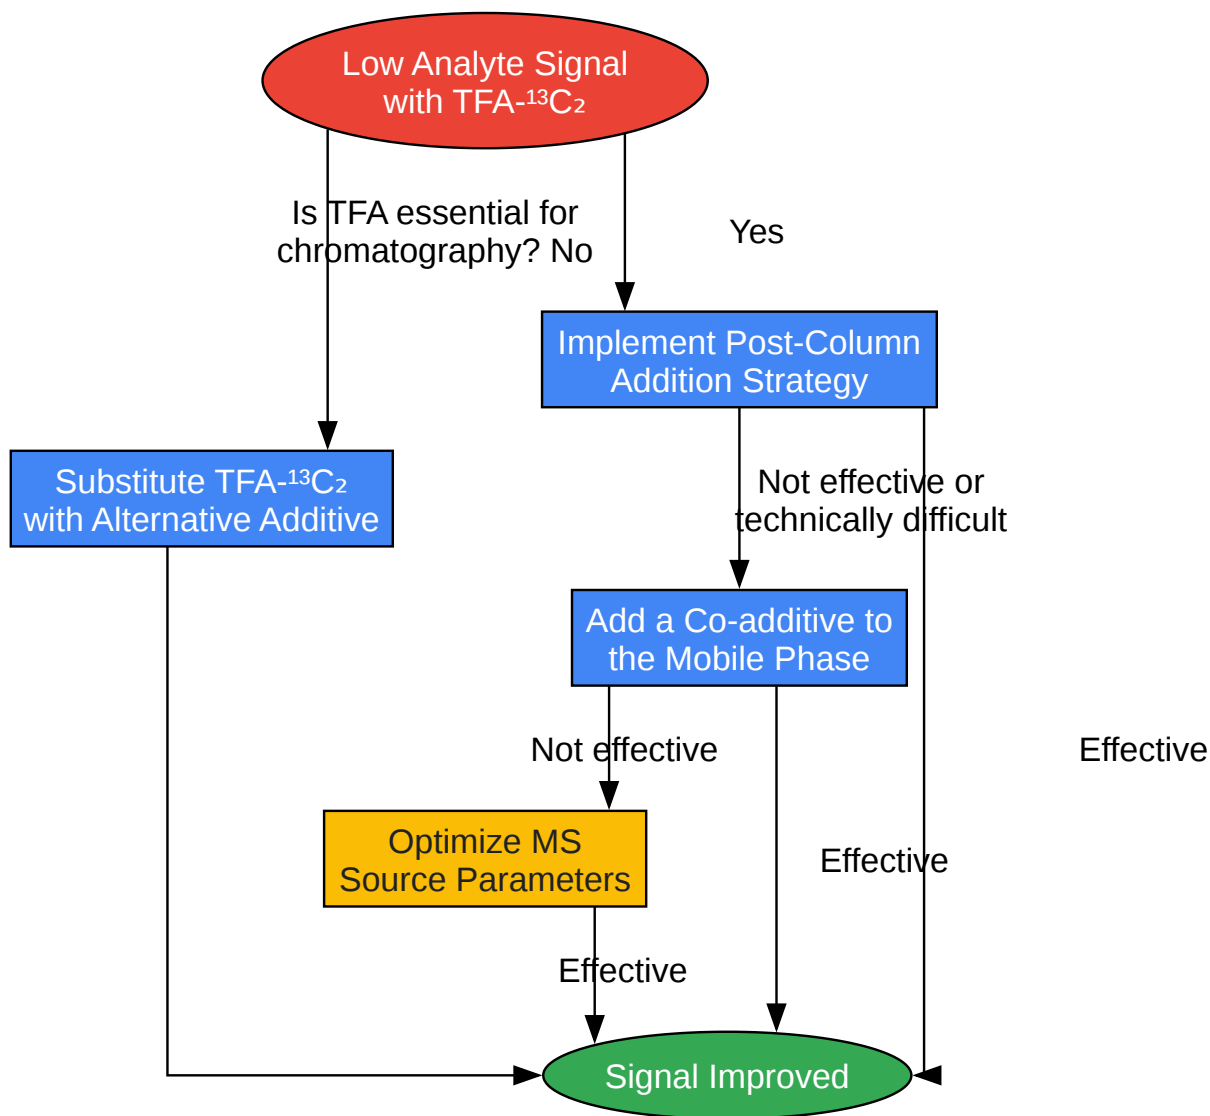 Low Analyte Signal
with TFA-¹³C₂
Is TFA essential for
chromatography? No
Yes
Implement Post-Column
Addition Strategy
Substitute TFA-¹³C₂
with Alternative Additive
Not effective or
technically difficult
Add a Co-additive to
the Mobile Phase
Not effective
Effective
Optimize MS
Source Parameters
Effective
Effective
Signal Improved